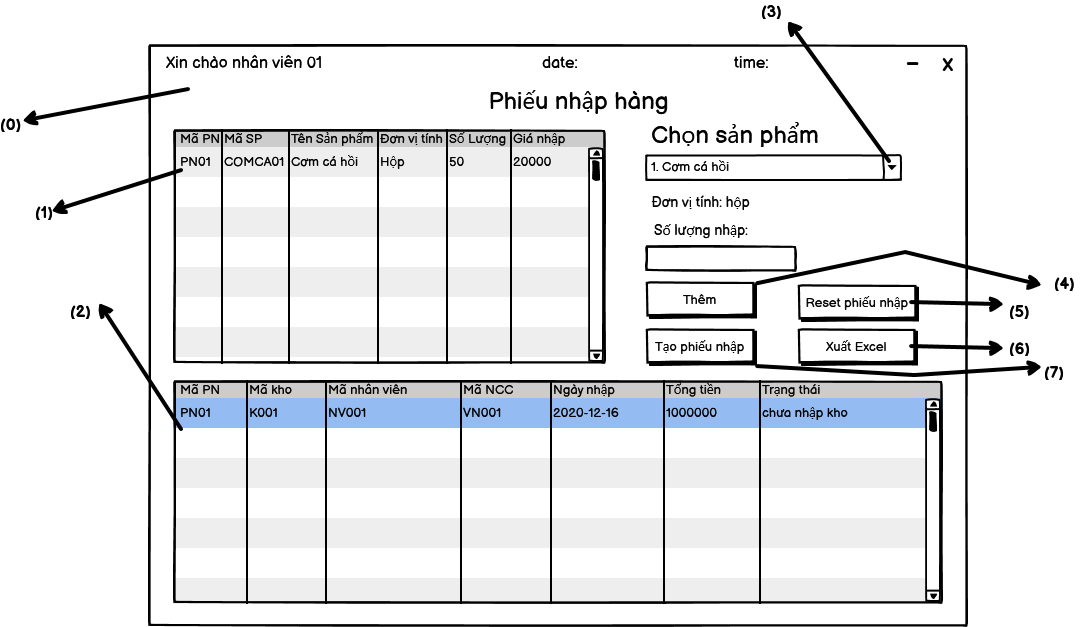 (3)
Xin chào nhân viên 01 date: time: – X
Phiếu nhập hàng
(0)
Mã PN Mã SP Tên Sản phẩm Đơn vị tính Số Lượng Giá nhập
PN01 COMCA01 Cơm cá hồi Hộp 50 20000
(1)
Chọn sản phẩm
1. Cơm cá hồi
Đơn vị tính: hộp
Số lượng nhập:
(4)
Thêm
Reset phiếu nhập
(5)
Tạo phiếu nhập
Xuất Excel
(6)
(7)
(2)
Mã PN Mã kho Mã nhân viên Mã NCC Ngày nhập Tổng tiền Trạng thái
PN01 K001 NV001 VN001 2020-12-16 1000000 chưa nhập kho